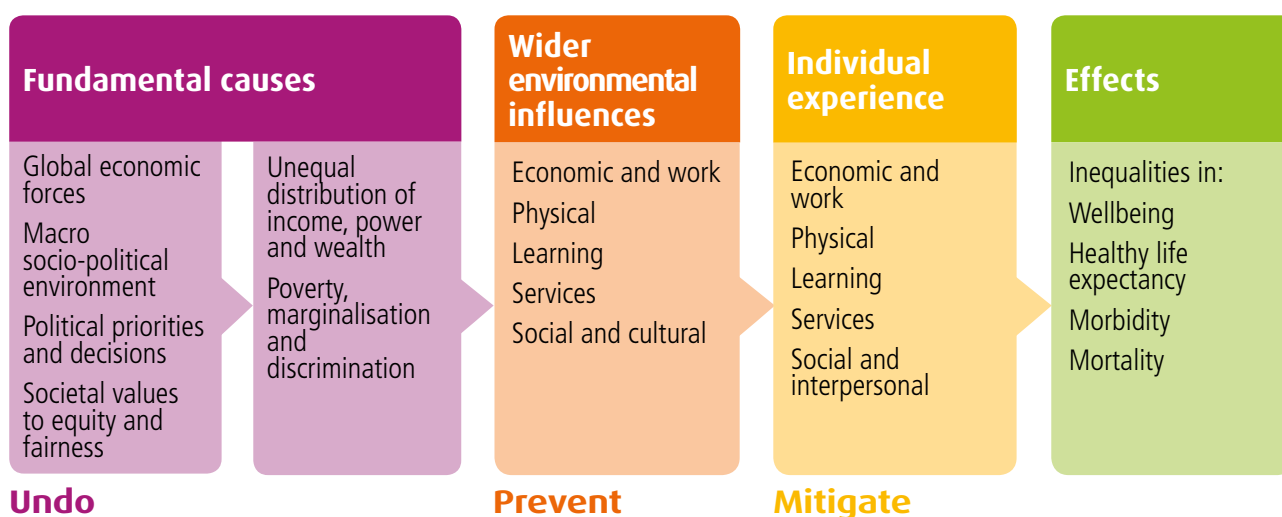 Fundamental causes
Global economic
forces
Macro
socio-political
environment
Political priorities
and decisions
Societal values
to equity and
fairness
Unequal
distribution of
income, power
and wealth
Poverty,
marginalisation
and
discrimination
Undo
Wider
environmental
influences
Economic and work
Physical
Learning
Services
Social and cultural
Prevent
Individual
experience
Economic and
work
Physical
Learning
Services
Social and
interpersonal
Mitigate
Effects
Inequalities in:
Wellbeing
Healthy life
expectancy
Morbidity
Mortality